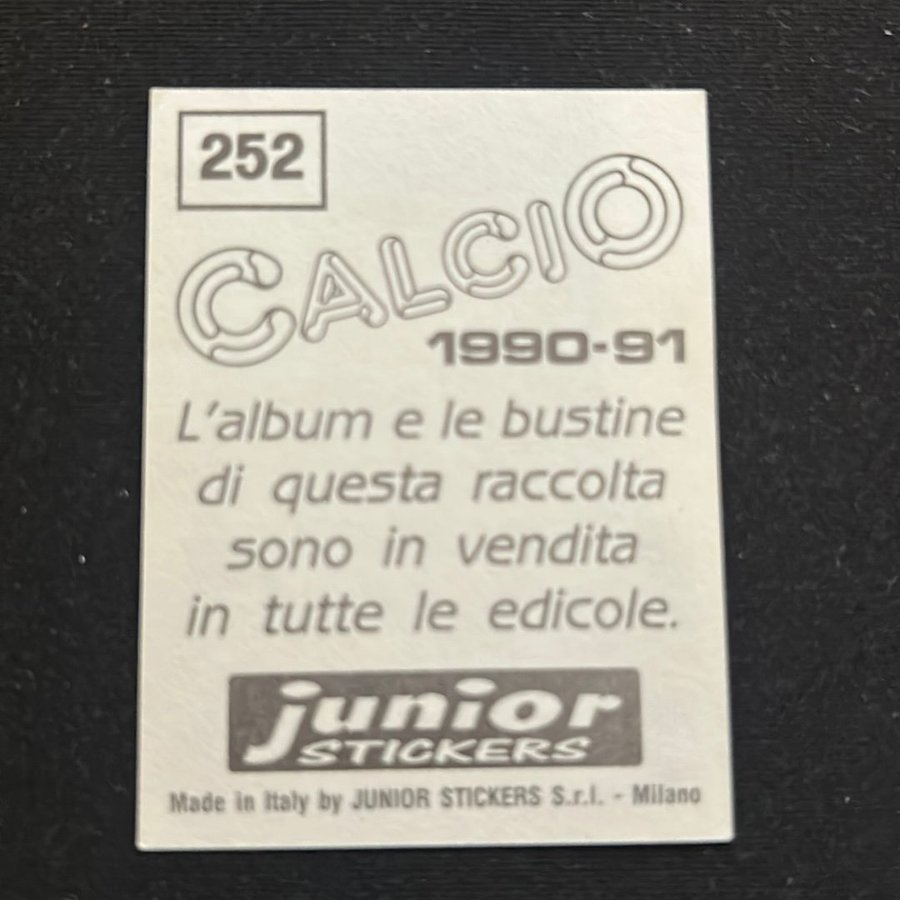 252
CALCIO
1990-91
L'album e le bustine
di questa raccolta
sono in vendita
in tutte le edicole.
junior
STICKERS
Made in Italy by JUNIOR STICKERS S.r.l. - Milano